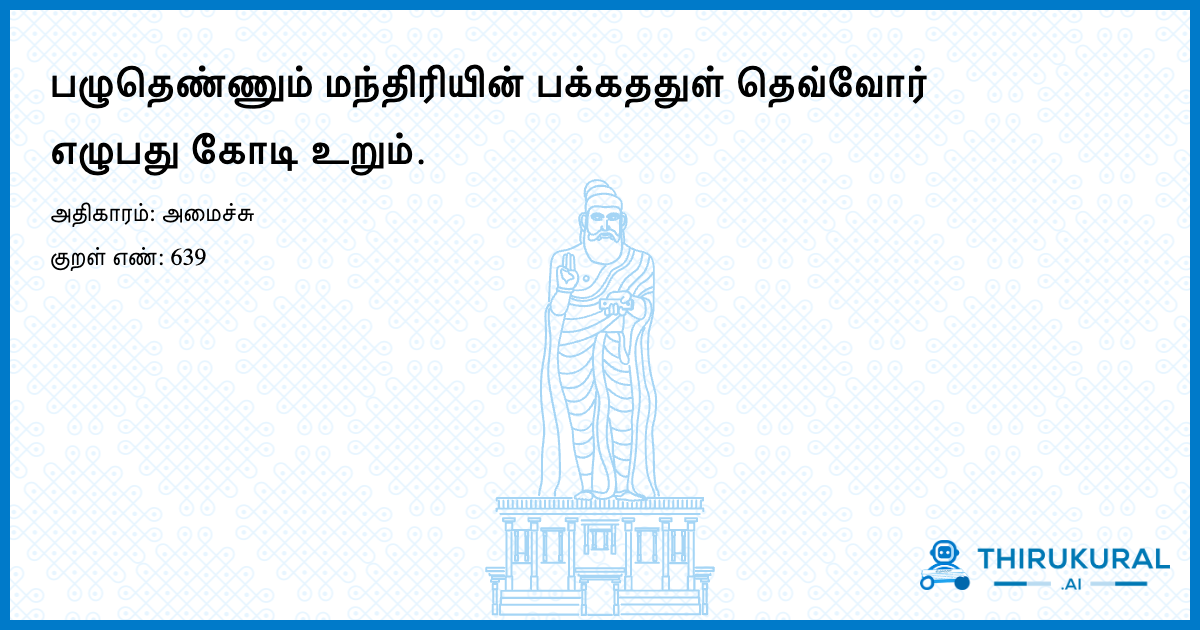 பழுதெண்ணும் மந்திரியின் பக்கததுள் தெவ்வோர்
எழுபது கோடி உறும்.
அதிகாரம்: அமைச்சு
குறள் எண்: 639
THIRUKURAL
.AI